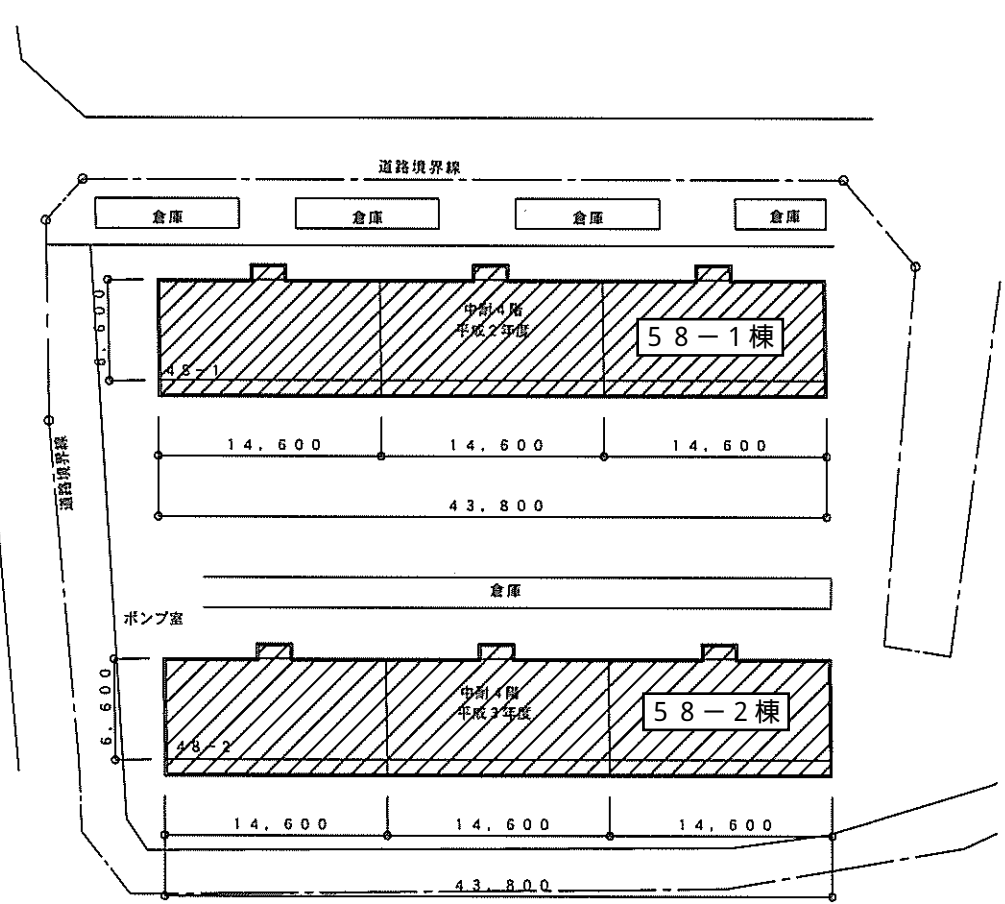 道路境界線
倉庫
倉庫
倉庫
倉庫
中耐4階
平成2年度
58-1棟
48-1
14,600
14,600
14,600
43,800
道路境界線
倉庫
ポンプ室
6,600
中耐4階
平成3年度
58-2棟
48-2
14,600
14,600
14,600
43,800